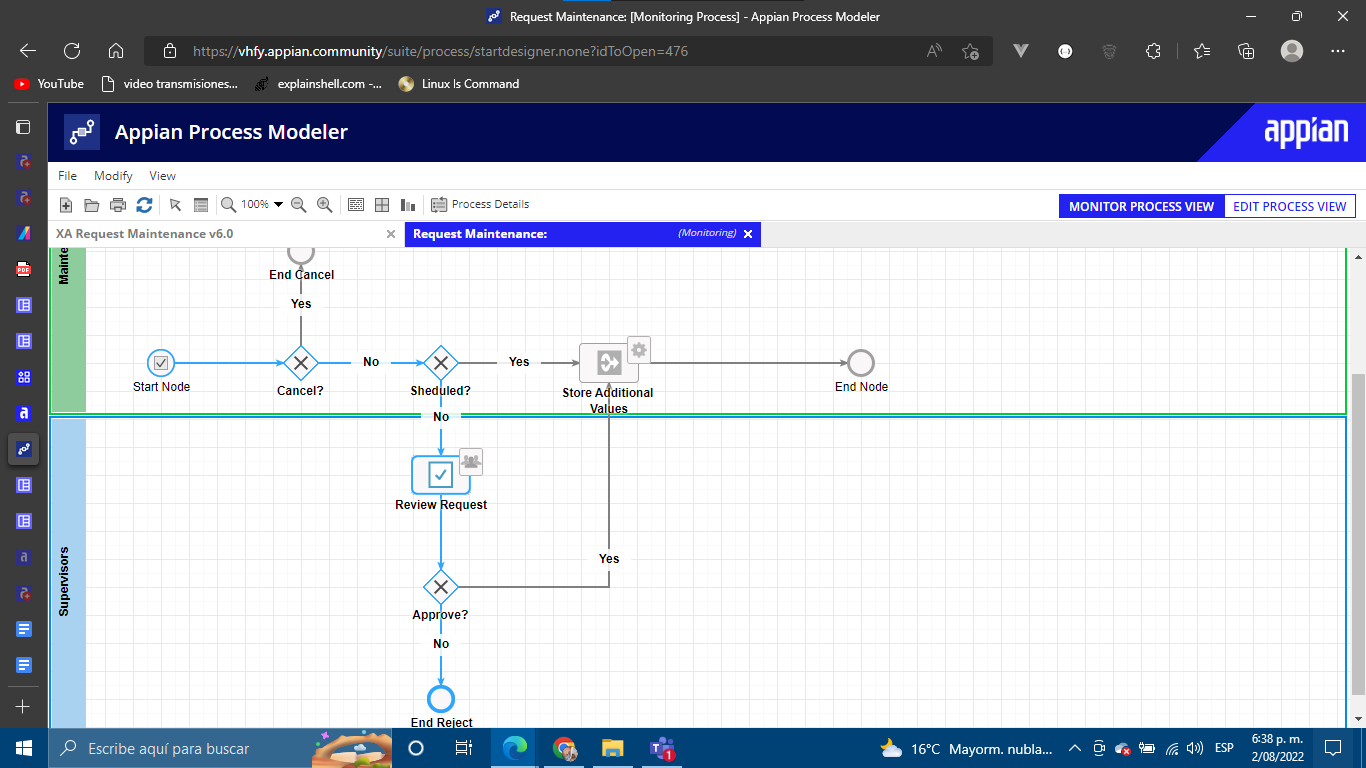 Request Maintenance: [Monitoring Process] - Appian Process Modeler
https://vhfy.appian.community/suite/process/startdesigner.none?idToOpen=476
YouTube
video transmisiones...
explainshell.com -...
Linux Is Command
Appian Process Modeler
appian
File
Modify
View
100%
Process Details
MONITOR PROCESS VIEW
EDIT PROCESS VIEW
XA Request Maintenance v6.0
Request Maintenance:
(Monitoring)
Mainte
End Cancel
Yes
Start Node
Cancel?
No
Sheduled?
Yes
Store Additional
Values
End Node
No
Supervisors
Review Request
Yes
Approve?
No
End Reject
PDF
Escribe aquí para buscar
1
16°C Mayorm. nubla...
ESP
6:38 p. m.
2/08/2022